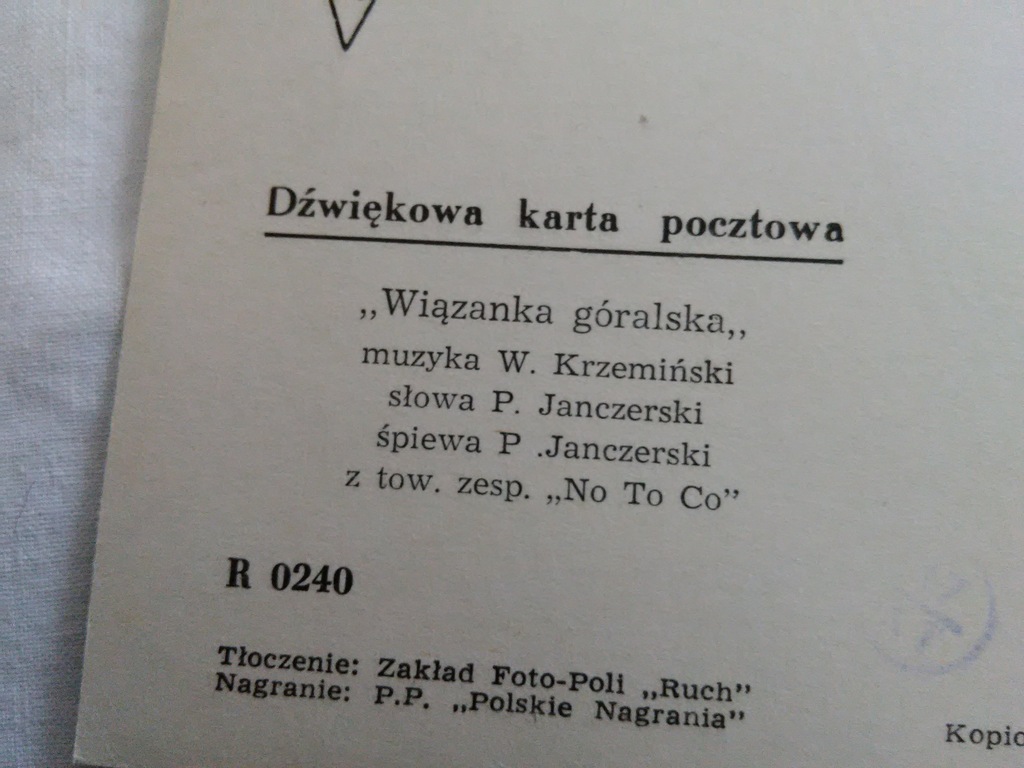 Dźwiękowa karta pocztowa
„Wiązanka góralska„
muzyka W. Krzemiński
słowa P. Janczerski
śpiewa P .Janczerski
z tow. zesp. „No To Co”
R 0240
Tłoczenie: Zakład Foto-Poli „Ruch”
Nagranie: P.P. „Polskie Nagrania”